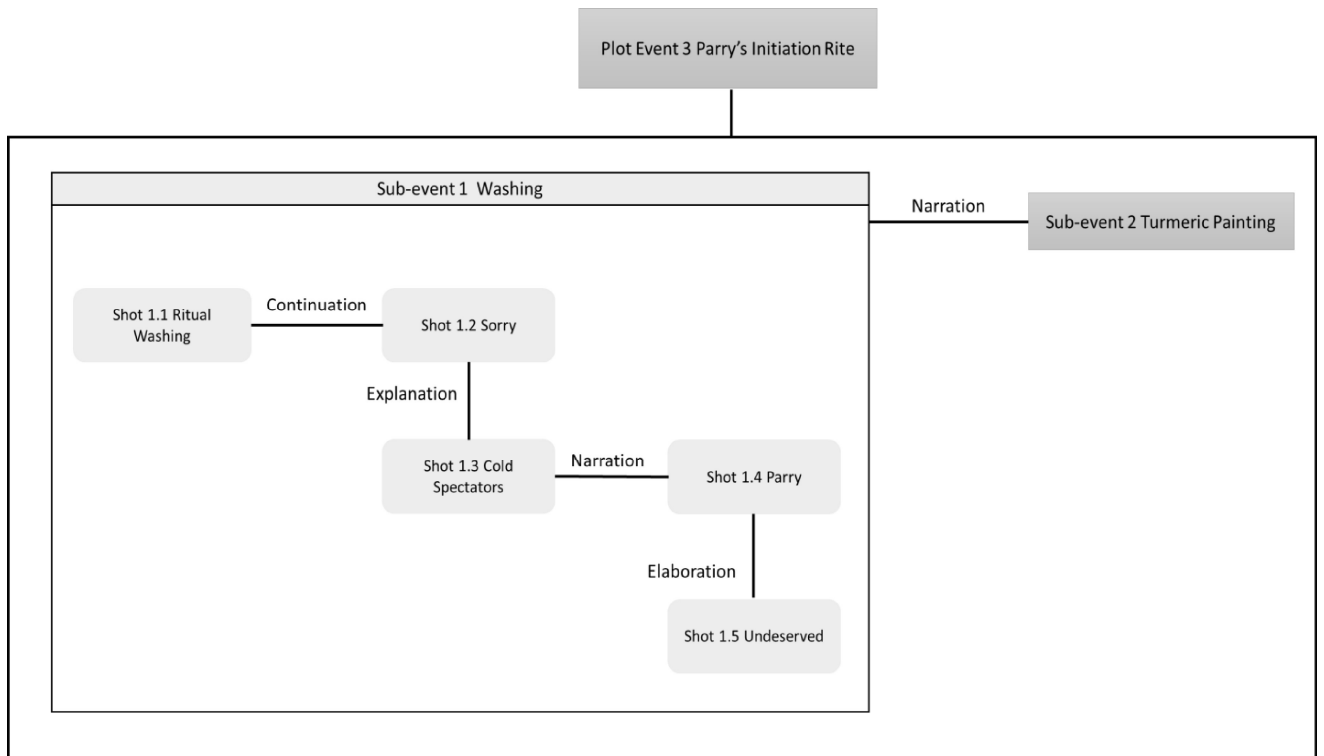 Plot Event 3 Parry's Initiation Rite
Sub-event 1 Washing
Narration
Sub-event 2 Turmeric Painting
Shot 1.1 Ritual
Washing
Continuation
Shot 1.2 Sorry
Explanation
Shot 1.3 Cold
Spectators
Narration
Shot 1.4 Parry
Elaboration
Shot 1.5 Undeserved